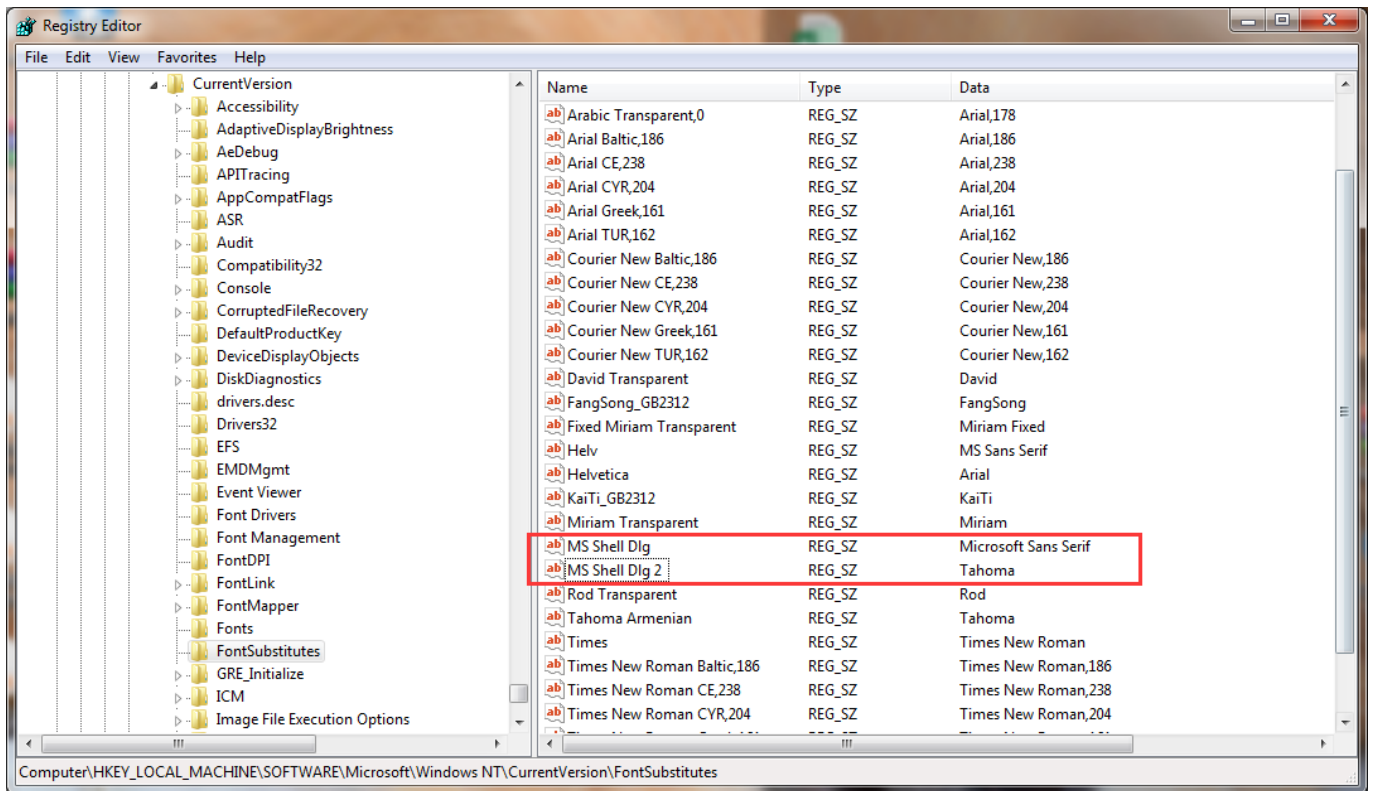 Registry Editor
File Edit View Favorites Help
CurrentVersion
Accessibility
AdaptiveDisplayBrightness
AeDebug
APITracing
AppCompatFlags
ASR
Audit
Compatibility32
Console
CorruptedFileRecovery
DefaultProductKey
DeviceDisplayObjects
DiskDiagnostics
drivers.desc
Drivers32
EFS
EMDMgmt
Event Viewer
Font Drivers
Font Management
FontDPI
FontLink
FontMapper
Fonts
FontSubstitutes
GRE_Initialize
ICM
Image File Execution Options
Name Type Data
Arabic Transparent,0 REG_SZ Arial,178
Arial Baltic,186 REG_SZ Arial,186
Arial CE,238 REG_SZ Arial,238
Arial CYR,204 REG_SZ Arial,204
Arial Greek,161 REG_SZ Arial,161
Arial TUR,162 REG_SZ Arial,162
Courier New Baltic,186 REG_SZ Courier New,186
Courier New CE,238 REG_SZ Courier New,238
Courier New CYR,204 REG_SZ Courier New,204
Courier New Greek,161 REG_SZ Courier New,161
Courier New TUR,162 REG_SZ Courier New,162
David Transparent REG_SZ David
FangSong_GB2312 REG_SZ FangSong
Fixed Miriam Transparent REG_SZ Miriam Fixed
Helv REG_SZ MS Sans Serif
Helvetica REG_SZ Arial
KaiTi_GB2312 REG_SZ KaiTi
Miriam Transparent REG_SZ Miriam
MS Shell Dlg REG_SZ Microsoft Sans Serif
MS Shell Dlg 2 REG_SZ Tahoma
Rod Transparent REG_SZ Rod
Tahoma Armenian REG_SZ Tahoma
Times REG_SZ Times New Roman
Times New Roman Baltic,186 REG_SZ Times New Roman,186
Times New Roman CE,238 REG_SZ Times New Roman,238
Times New Roman CYR,204 REG_SZ Times New Roman,204
Computer\HKEY_LOCAL_MACHINE\SOFTWARE\Microsoft\Windows NT\CurrentVersion\FontSubstitutes